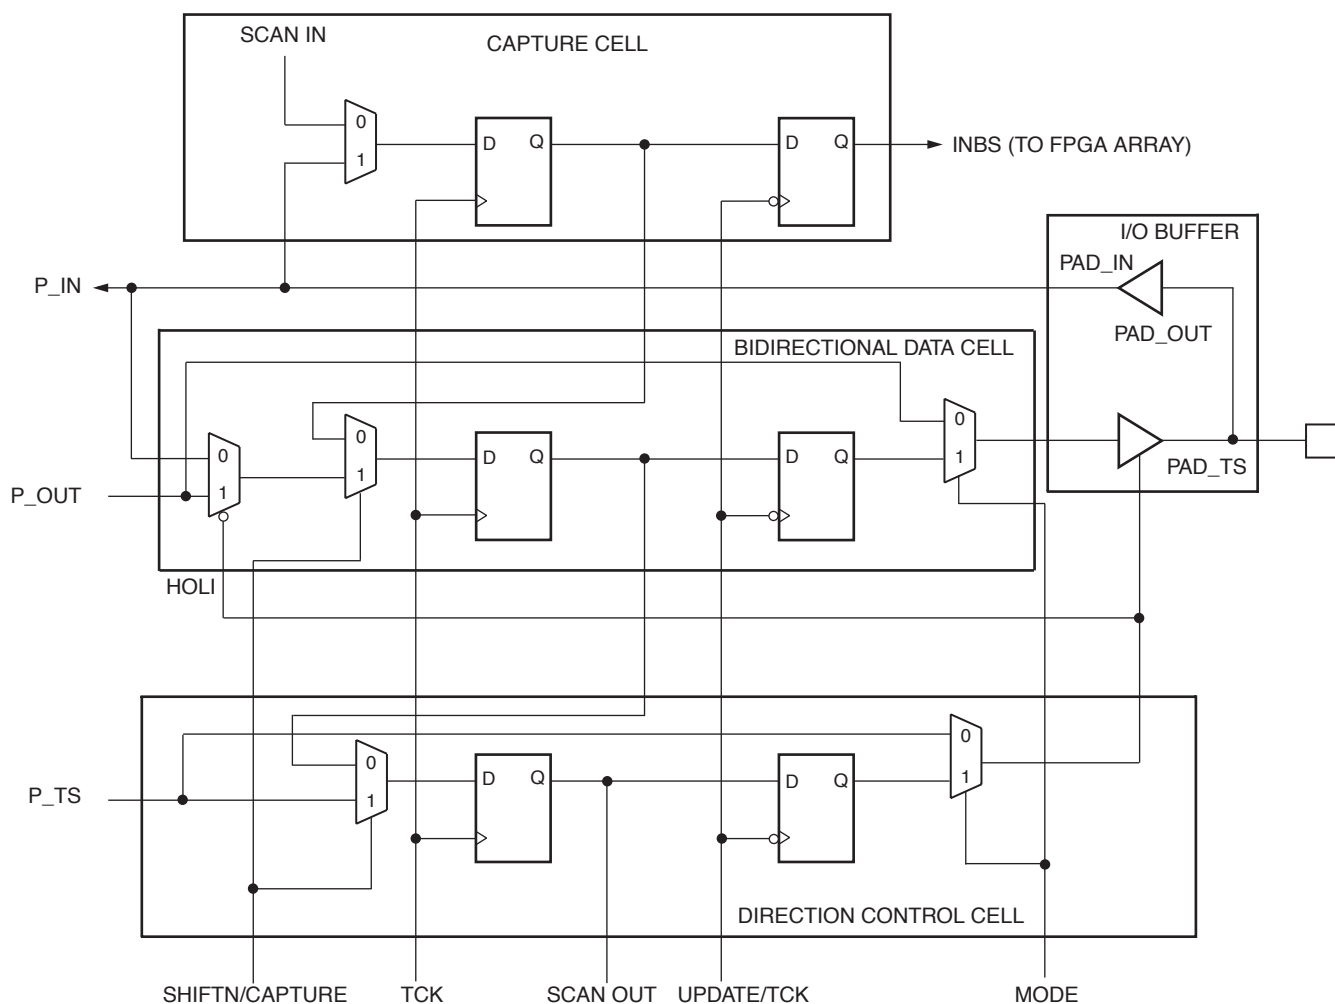 SCAN IN
CAPTURE CELL
0
1
D Q
D Q
INBS (TO FPGA ARRAY)
I/O BUFFER
PAD_IN
P_IN
PAD_OUT
BIDIRECTIONAL DATA CELL
0
1
0
1
D Q
D Q
0
1
PAD_TS
P_OUT
HOLI
0
1
D Q
D Q
0
1
P_TS
DIRECTION CONTROL CELL
SHIFTN/CAPTURE
TCK
SCAN OUT
UPDATE/TCK
MODE